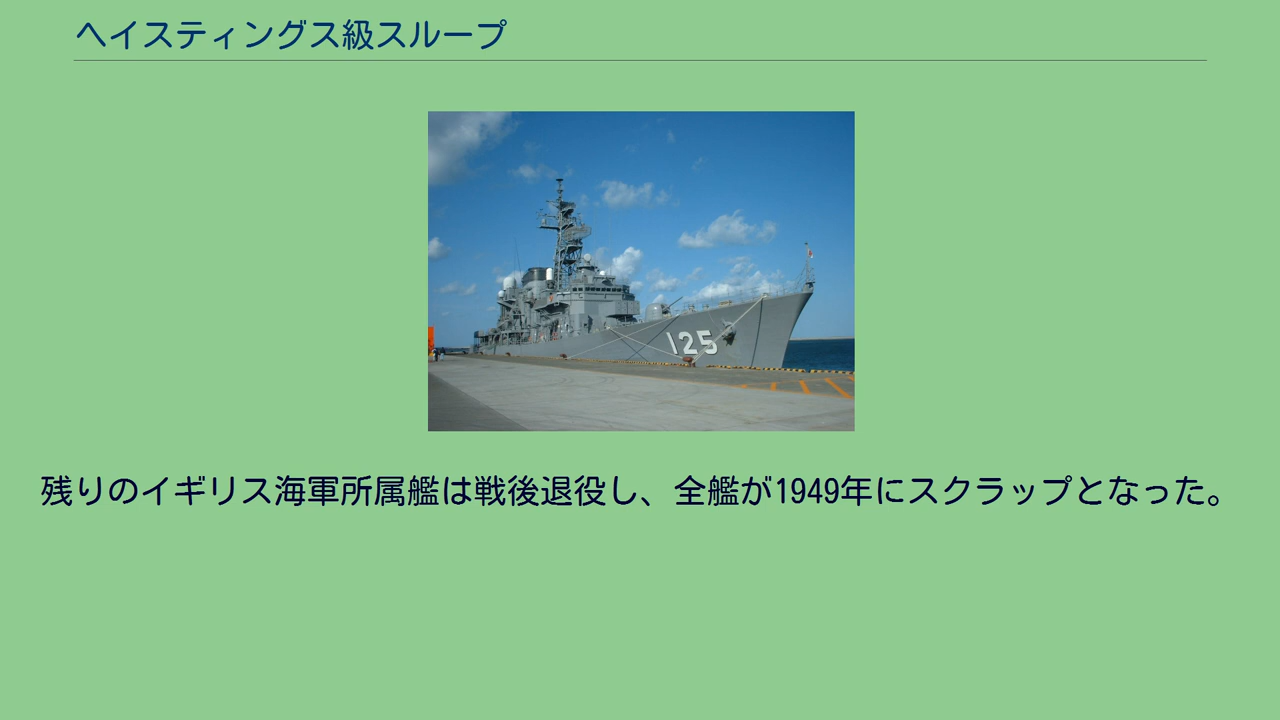 ヘイスティングス級スループ
125
残りのイギリス海軍所属艦は戦後退役し、全艦が1949年にスクラップとなった。